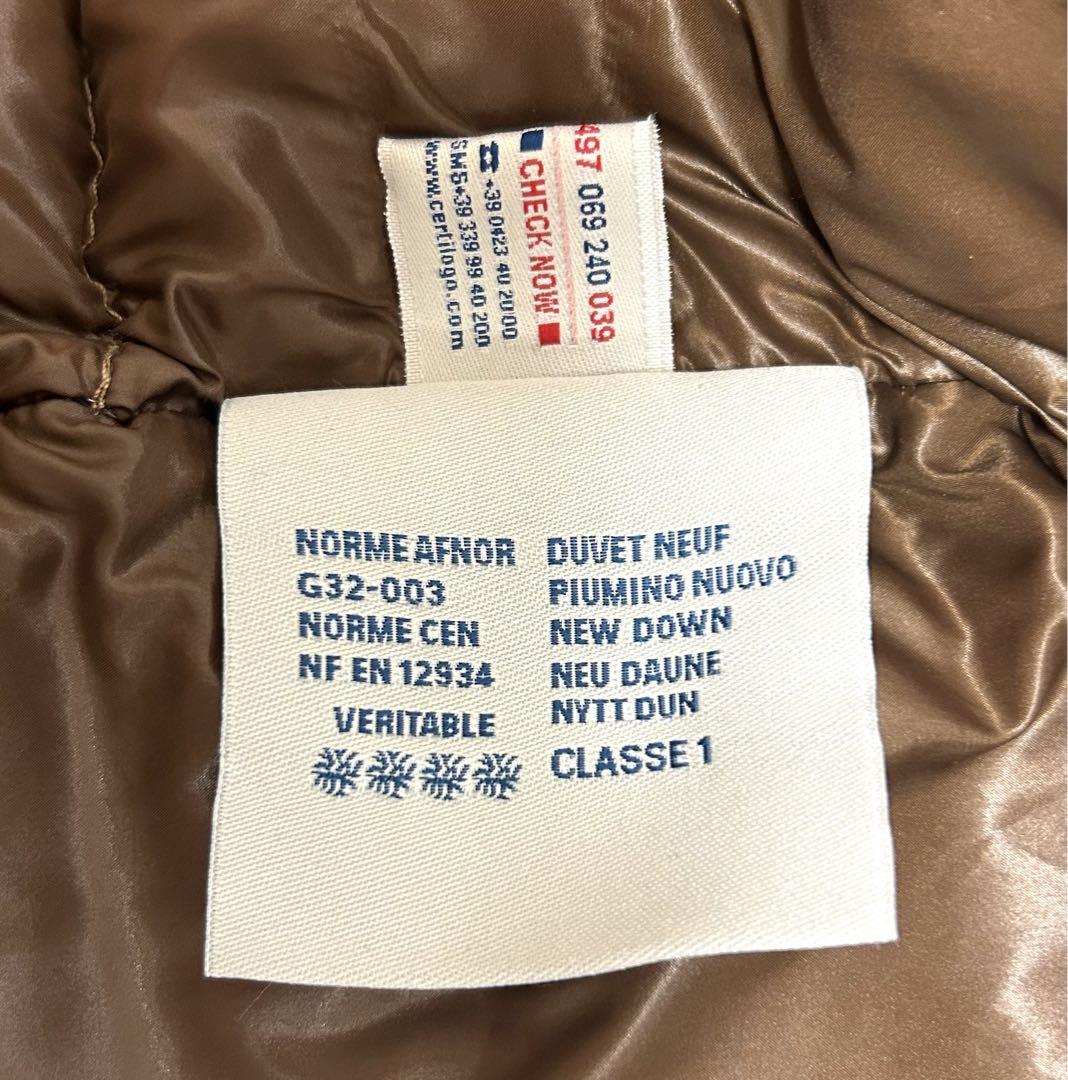 497 069 240 039
CHECK NOW
+39 0423 40 20 00
SMS +39 339 99 40 200
www.certilogo.com
NORME AFNOR
G32-003
NORME CEN
NF EN 12934
VERITABLE
DUVET NEUF
PIUMINO NUOVO
NEW DOWN
NEU DAUNE
NYTT DUN
CLASSE 1